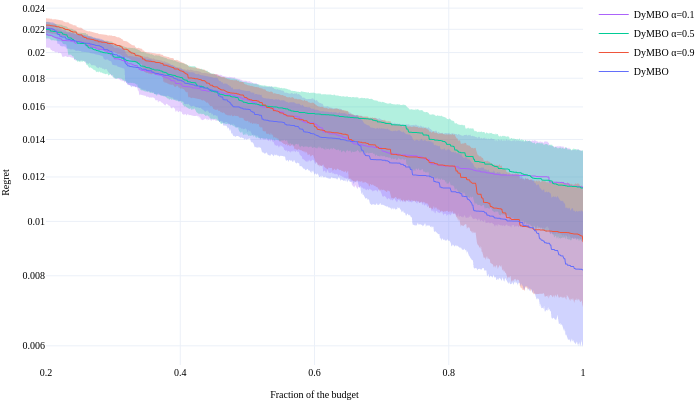 0.024
0.022
0.02
0.018
0.016
0.014
0.012
0.01
0.008
0.006
Regret
0.2
0.4
0.6
0.8
1
Fraction of the budget
DyMBO α=0.1
DyMBO α=0.5
DyMBO α=0.9
DyMBO